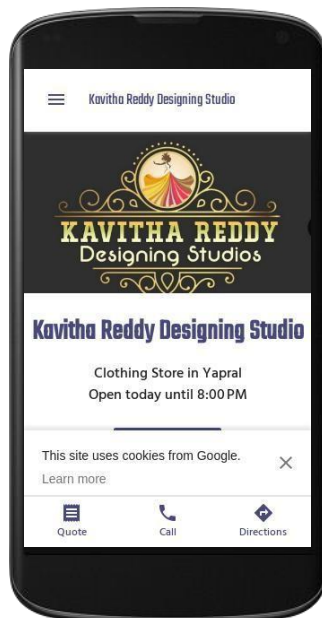 Kavitha Reddy Designing Studio
KAVITHA REDDY
Designing Studios
Kavitha Reddy Designing Studio
Clothing Store in Yapral
Open today until 8:00 PM
This site uses cookies from Google.
Learn more
Quote Call Directions